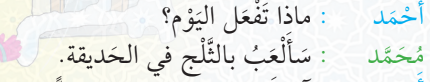 أَحْمَد : ماذا تَفْعَل اليَوْم؟
مُحَمَّد : سَأَلْعَبُ بالثَّلْج في الحَديقة.